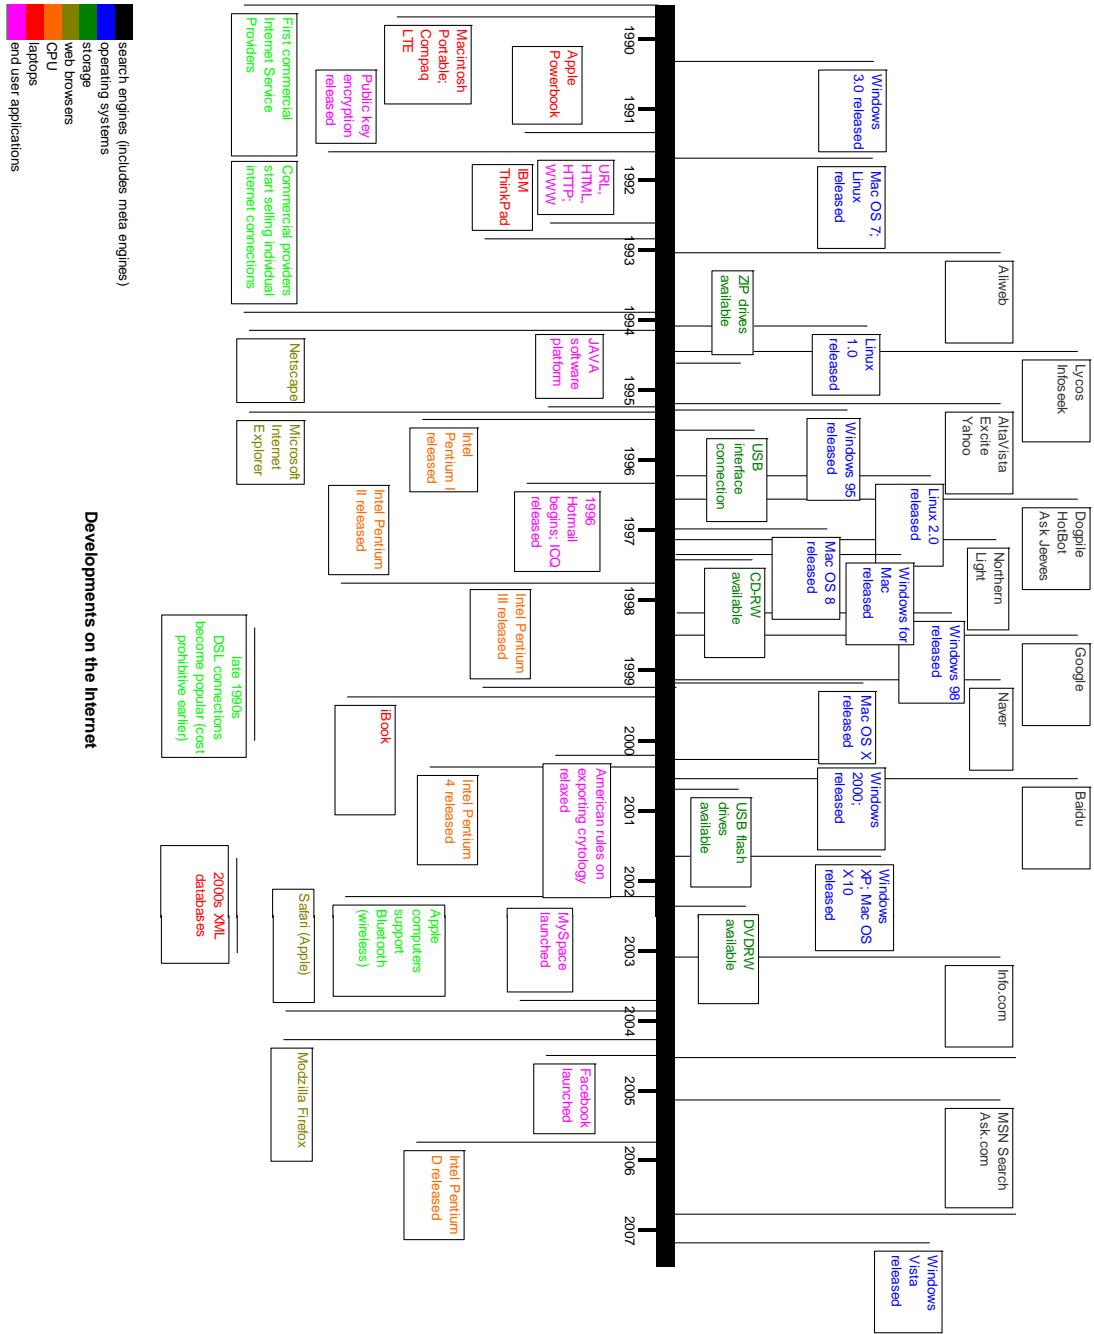 Aliweb
Lycos
Infoseek
AltaVista
Excite
Yahoo
Dogpile
HotBot
Ask Jeeves
Northern
Light
Google
Naver
Baidu
Info.com
MSN Search
Ask.com
Windows
3.0 released
Mac OS 7;
Linux
released
Linux
1.0
released
Windows 95
released
Linux 2.0
released
Mac OS 8
released
Windows for
Mac
released
Windows 98
released
Mac OS X
released
Windows
2000;
released
Windows
XP; Mac OS
X10
released
Windows
Vista
released
ZIP drives
available
USB
interface
connection
CD-RW
available
USB flash
drives
available
DVDRW
available
1990
1991
1992
1993
1994
1995
1996
1997
1998
1999
2000
2001
2002
2003
2004
2005
2006
2007
Apple
Powerbook
URL,
HTML,
HTTP;
WWW
JAVA
software
platform
1996
Hotmail
begins; ICQ
released
American rules on
exporting crytology
relaxed
MySpace
launched
Facebook
launched
Macintosh
Portable;
Compaq
LTE
IBM
ThinkPad
Intel
Pentium I
released
Intel Pentium
III released
Intel Pentium
4 released
Intel Pentium
D released
Public key
encryption
released
Intel Pentium
II released
iBook
Apple
computers
support
Bluetooth
(wireless)
First commercial
Internet Service
Providers
Commercial providers
start selling individual
internet connections
Netscape
Microsoft
Internet
Explorer
Safari (Apple)
Modzilla Firefox
late 1990s
DSL connections
become popular (cost
prohibitive earlier)
2000s XML
databases
search engines (includes meta engines)
operating systems
storage
web browsers
CPU
laptops
end user applications
Developments on the Internet